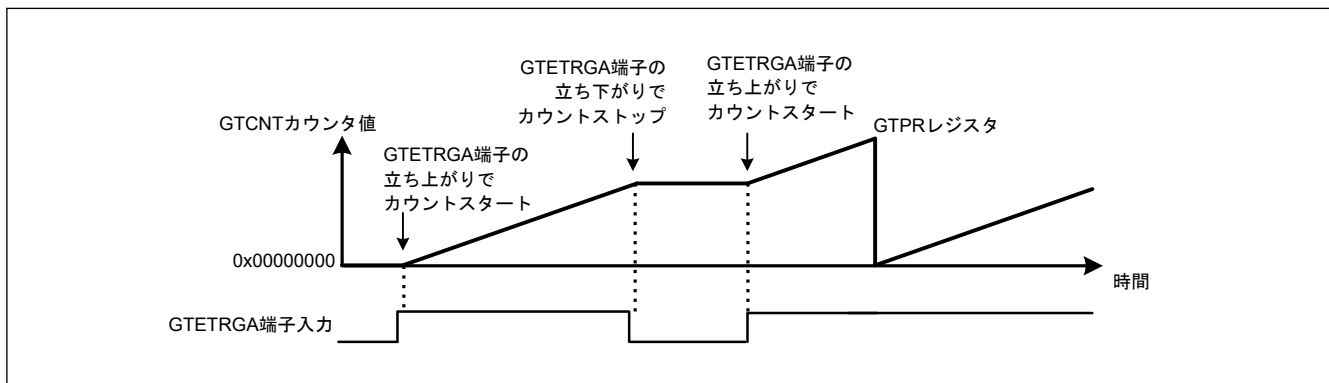 GTETRGA端子の
立ち下がりで
カウントストップ
GTETRGA端子の
立ち上がりで
カウントスタート
GTCNTカウンタ値
GTPRレジスタ
GTETRGA端子の
立ち上がりで
カウントスタート
0x00000000
時間
GTETRGA端子入力